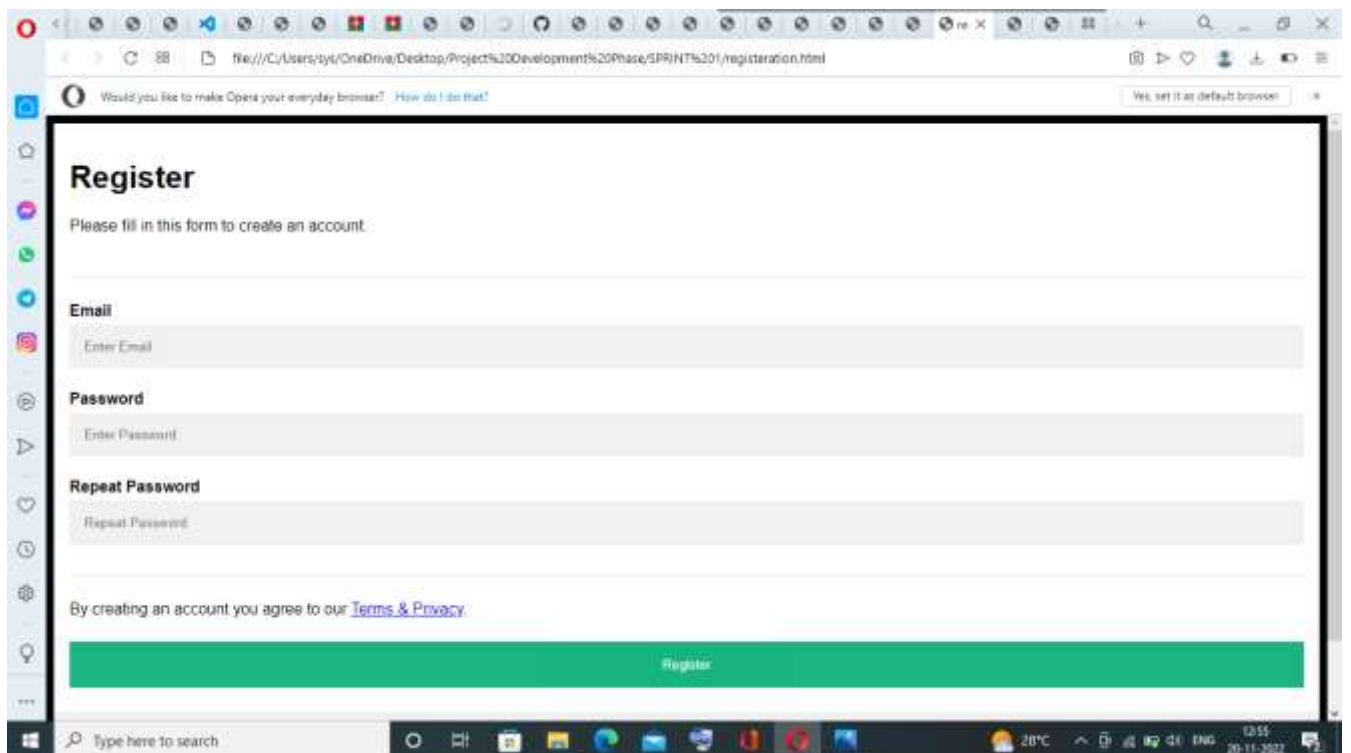 re
file:///C:/Users/sys/OneDrive/Desktop/Project%20Development%20Phase/SPRINT%201/registeration.html
Would you like to make Opera your everyday browser? How do I do that?
Yes, set it as default browser
Register
Please fill in this form to create an account
Email
Enter Email
Password
Enter Password
Repeat Password
Repeat Password
By creating an account you agree to our Terms & Privacy.
Register
Type here to search
28°C
ENG
12:55